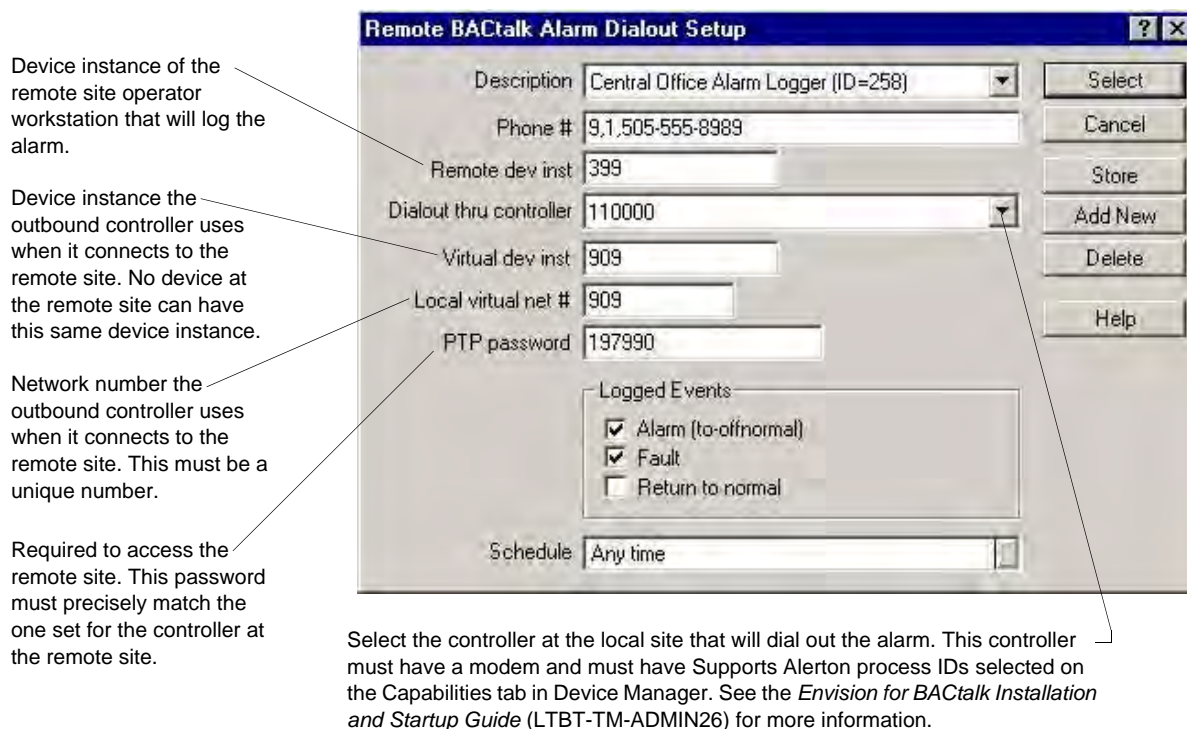 Remote BACtalk Alarm Dialout Setup
Device instance of the
remote site operator
workstation that will log the
alarm.
Device instance the
outbound controller uses
when it connects to the
remote site. No device at
the remote site can have
this same device instance.
Network number the
outbound controller uses
when it connects to the
remote site. This must be a
unique number.
Required to access the
remote site. This password
must precisely match the
one set for the controller at
the remote site.
Description Central Office Alarm Logger (ID=258)
Phone # 9,1,505-555-8989
Remote dev inst 399
Dialout thru controller 110000
Virtual dev inst 909
Local virtual net # 909
PTP password 197990
Logged Events
Alarm (to-offnormal)
Fault
Return to normal
Schedule Any time
Select
Cancel
Store
Add New
Delete
Help
Select the controller at the local site that will dial out the alarm. This controller
must have a modem and must have Supports Alerton process IDs selected on
the Capabilities tab in Device Manager. See the Envision for BACtalk Installation
and Startup Guide (LTBT-TM-ADMIN26) for more information.